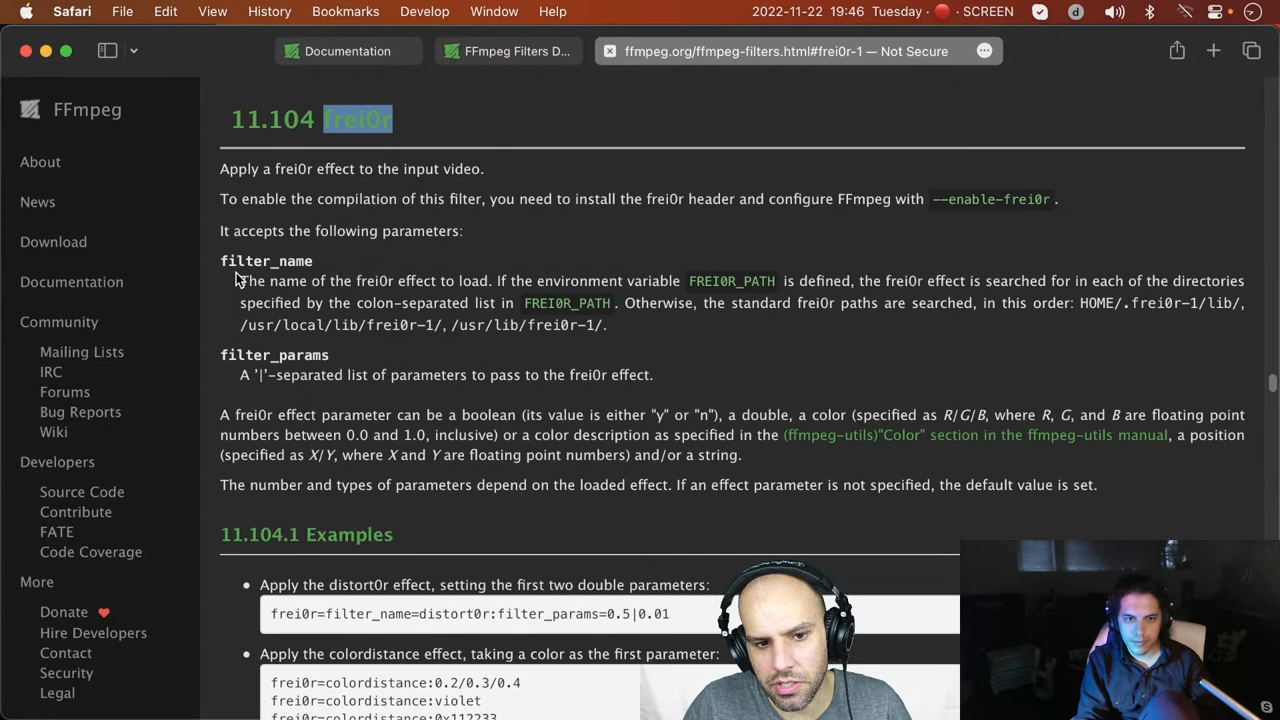 Safari File Edit View History Bookmarks Develop Window Help 2022-11-22 19:46 Tuesday SCREEN
Documentation FFmpeg Filters D... ffmpeg.org/ffmpeg-filters.html#frei0r-1 — Not Secure
FFmpeg
About
News
Download
Documentation
Community
Mailing Lists
IRC
Forums
Bug Reports
Wiki
Developers
Source Code
Contribute
FATE
Code Coverage
More
Donate
Hire Developers
Contact
Security
Legal
11.104 frei0r
Apply a frei0r effect to the input video.
To enable the compilation of this filter, you need to install the frei0r header and configure FFmpeg with --enable-frei0r.
It accepts the following parameters:
filter_name
The name of the frei0r effect to load. If the environment variable FREI0R_PATH is defined, the frei0r effect is searched for in each of the directories
specified by the colon-separated list in FREI0R_PATH. Otherwise, the standard frei0r paths are searched, in this order: HOME/.frei0r-1/lib/,
/usr/local/lib/frei0r-1/, /usr/lib/frei0r-1/.
filter_params
A ’|’-separated list of parameters to pass to the frei0r effect.
A frei0r effect parameter can be a boolean (its value is either "y" or "n"), a double, a color (specified as R/G/B, where R, G, and B are floating point
numbers between 0.0 and 1.0, inclusive) or a color description as specified in the (ffmpeg-utils)"Color" section in the ffmpeg-utils manual, a position
(specified as X/Y, where X and Y are floating point numbers) and/or a string.
The number and types of parameters depend on the loaded effect. If an effect parameter is not specified, the default value is set.
11.104.1 Examples
Apply the distort0r effect, setting the first two double parameters:
frei0r=filter_name=distort0r:filter_params=0.5|0.01
Apply the colordistance effect, taking a color as the first parameter:
frei0r=colordistance:0.2/0.3/0.4
frei0r=colordistance:violet
frei0r=colordistance:0x112233